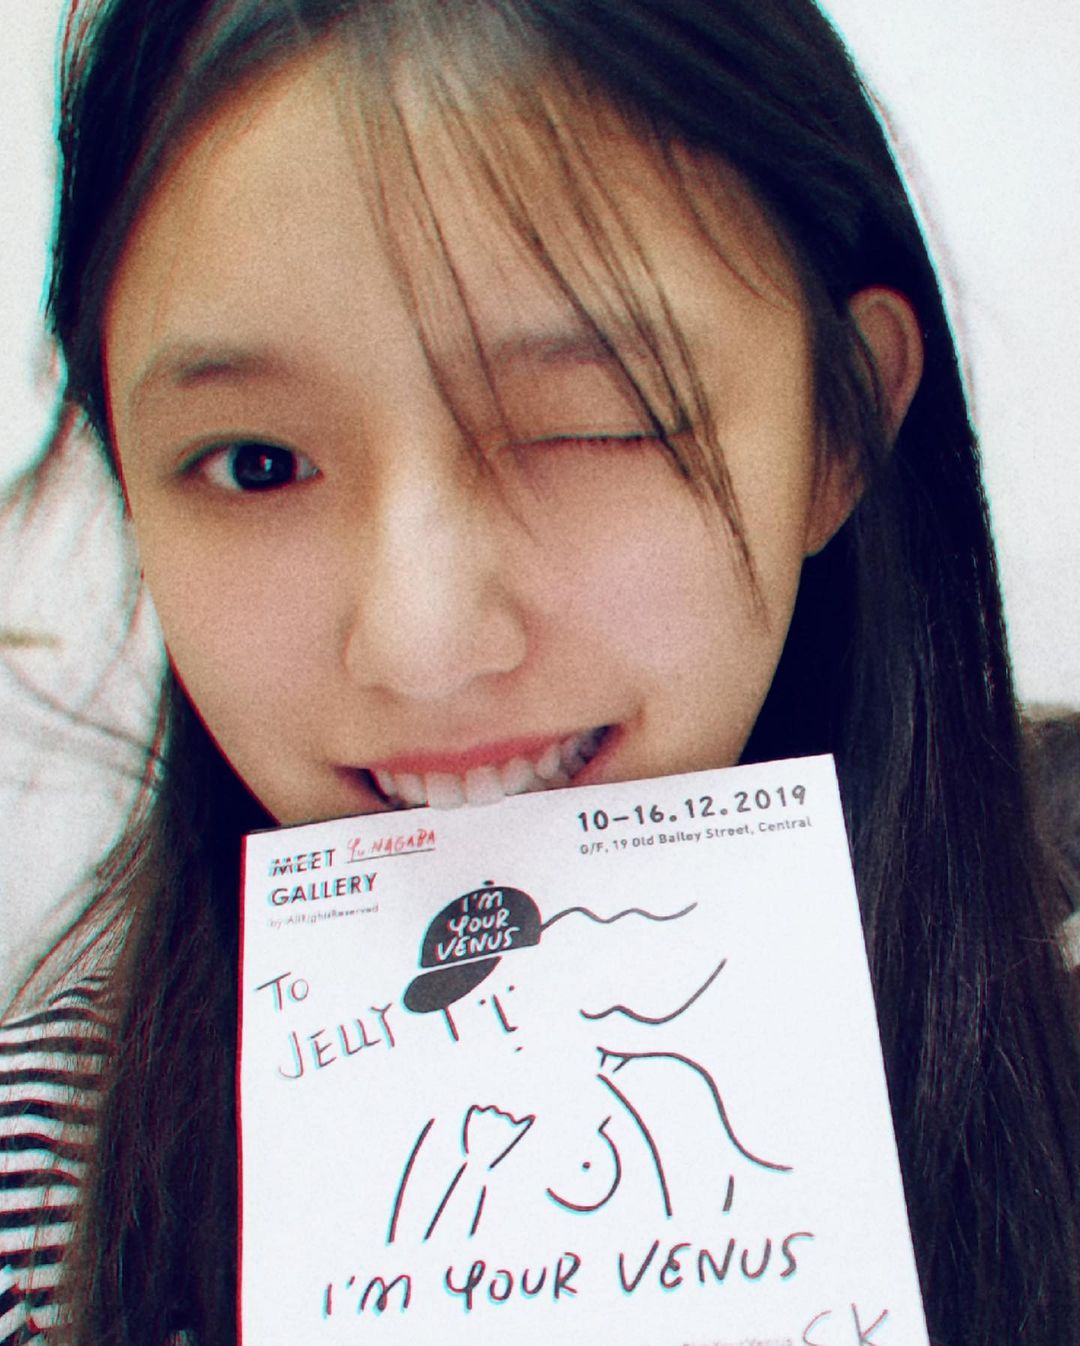 MEET Yu NAGABA
GALLERY
by AllRightsReserved
10–16.12.2019
G/F, 19 Old Bailey Street, Central
I'M
YOUR
VENUS
TO
JELLY
I'M YOUR VENUS
SK